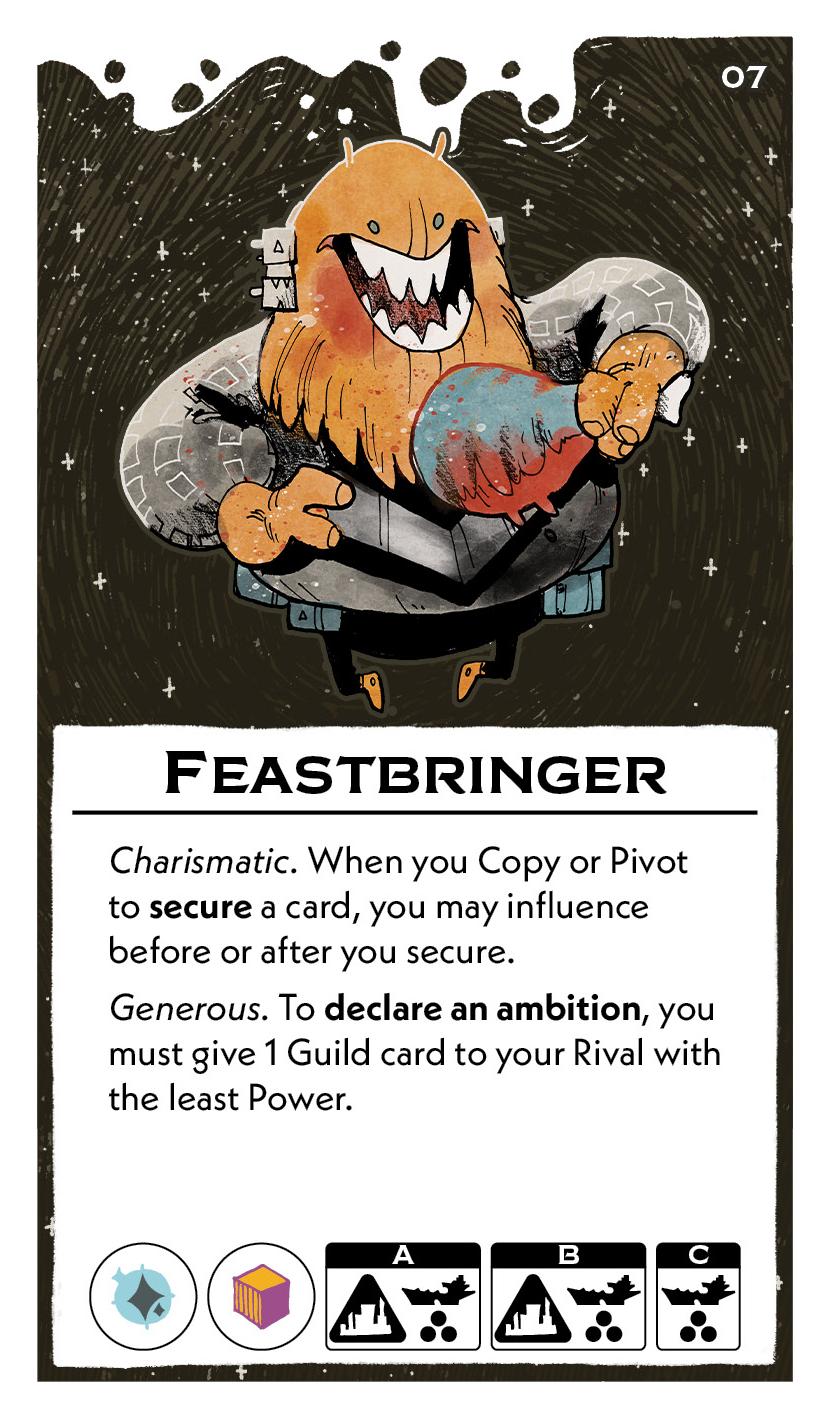 07
FEASTBRINGER
Charismatic. When you Copy or Pivot
to secure a card, you may influence
before or after you secure.
Generous. To declare an ambition, you
must give 1 Guild card to your Rival with
the least Power.
A B C